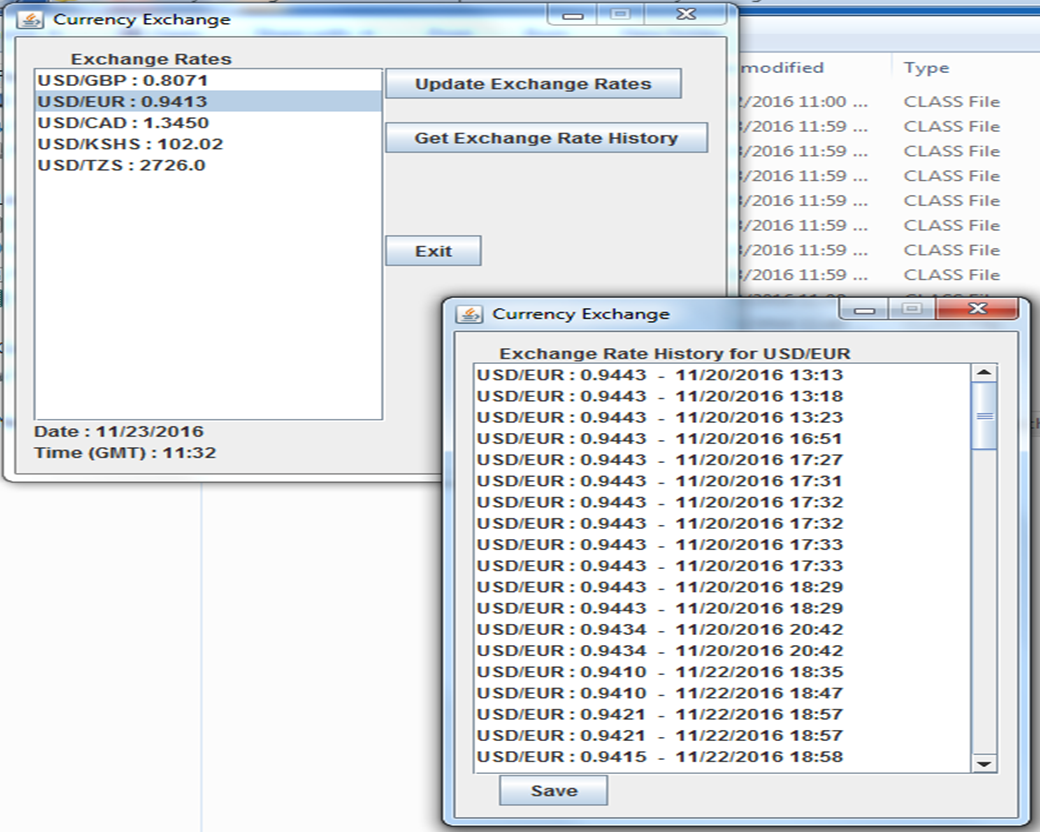 Currency Exchange
Exchange Rates
USD/GBP : 0.8071
USD/EUR : 0.9413
USD/CAD : 1.3450
USD/KSHS : 102.02
USD/TZS : 2726.0
Update Exchange Rates
Get Exchange Rate History
Exit
Date : 11/23/2016
Time (GMT) : 11:32
modified Type
/2016 11:00 ... CLASS File
/2016 11:59 ... CLASS File
/2016 11:59 ... CLASS File
/2016 11:59 ... CLASS File
/2016 11:59 ... CLASS File
/2016 11:59 ... CLASS File
/2016 11:59 ... CLASS File
/2016 11:59 ... CLASS File
Currency Exchange
Exchange Rate History for USD/EUR
USD/EUR : 0.9443 - 11/20/2016 13:13
USD/EUR : 0.9443 - 11/20/2016 13:18
USD/EUR : 0.9443 - 11/20/2016 13:23
USD/EUR : 0.9443 - 11/20/2016 16:51
USD/EUR : 0.9443 - 11/20/2016 17:27
USD/EUR : 0.9443 - 11/20/2016 17:31
USD/EUR : 0.9443 - 11/20/2016 17:32
USD/EUR : 0.9443 - 11/20/2016 17:32
USD/EUR : 0.9443 - 11/20/2016 17:33
USD/EUR : 0.9443 - 11/20/2016 17:33
USD/EUR : 0.9443 - 11/20/2016 18:29
USD/EUR : 0.9443 - 11/20/2016 18:29
USD/EUR : 0.9434 - 11/20/2016 20:42
USD/EUR : 0.9434 - 11/20/2016 20:42
USD/EUR : 0.9410 - 11/22/2016 18:35
USD/EUR : 0.9410 - 11/22/2016 18:47
USD/EUR : 0.9421 - 11/22/2016 18:57
USD/EUR : 0.9421 - 11/22/2016 18:57
USD/EUR : 0.9415 - 11/22/2016 18:58
Save